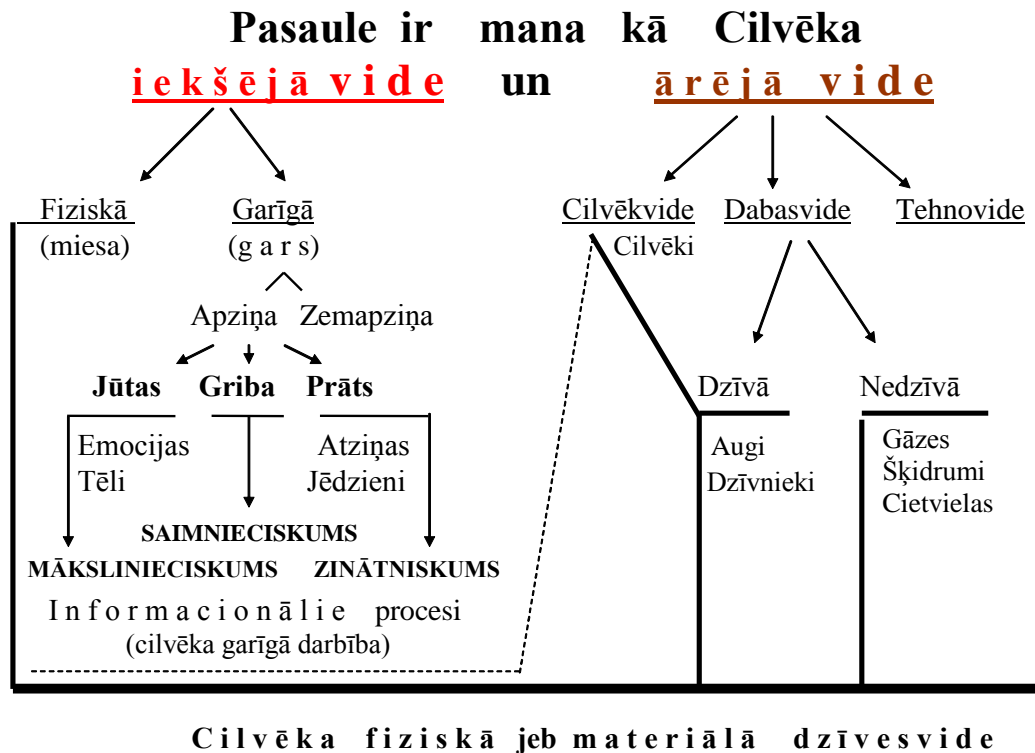 Pasaule ir mana kā Cilvēka
iekšējā vide un ārējā vide
Fiziskā Garīgā Cilvēkvide Dabasvide Tehnovide
(miesa) (gars) Cilvēki
Apziņa Zemapziņa
Jūtas Griba Prāts Dzīvā Nedzīvā
Emocijas Atziņas Augi Gāzes
Tēli Jēdzieni Dzīvnieki Šķidrumi
Cietvielas
SAIMNIECISKUMS
MĀKSLINIECISKUMS ZINĀTNISKUMS
Informacionālie procesi
(cilvēka garīgā darbība)
Cilvēka fiziskā jeb materiālā dzīvesvide